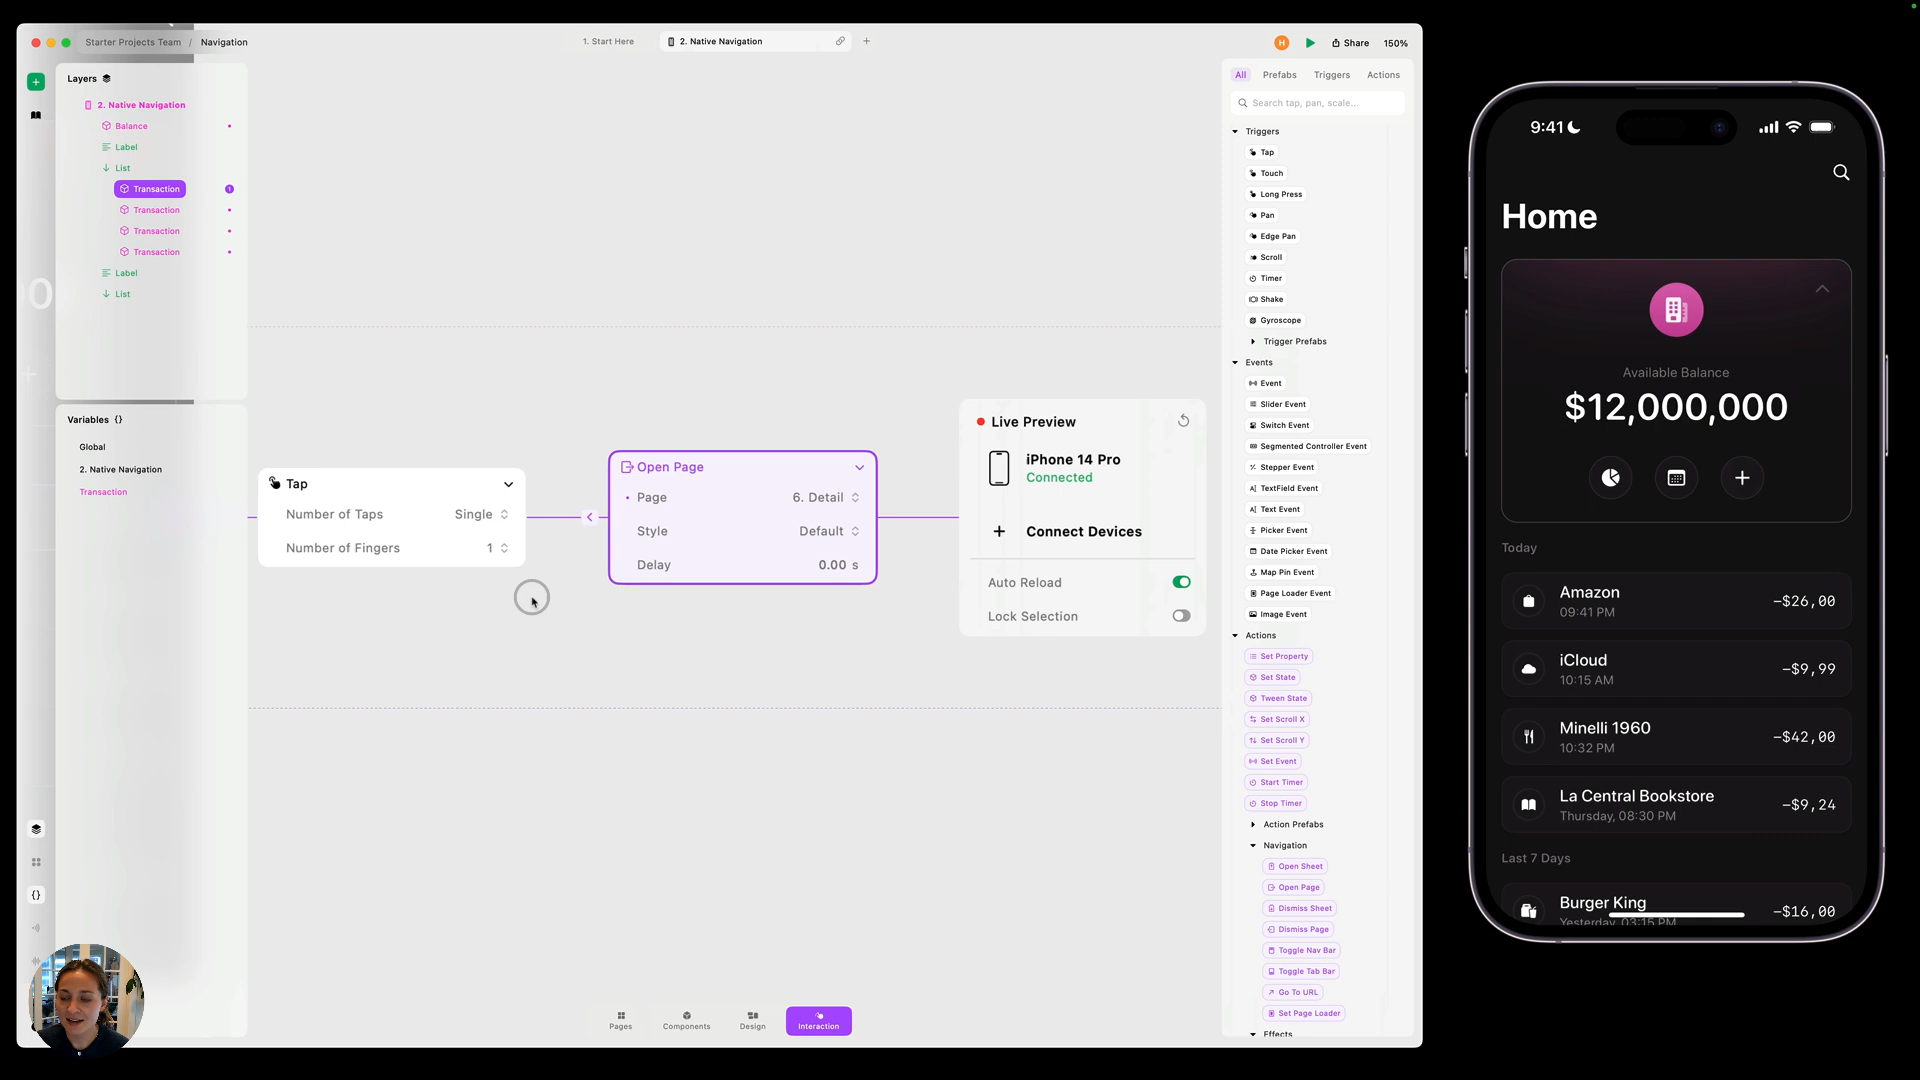 Starter Projects Team / Navigation
1. Start Here
2. Native Navigation
H
Share
150%
Layers
2. Native Navigation
Balance
Label
List
Transaction
1
Transaction
Transaction
Transaction
Label
List
Variables {}
Global
2. Native Navigation
Transaction
Tap
Number of Taps Single
Number of Fingers 1
Open Page
Page 6. Detail
Style Default
Delay 0.00 s
Live Preview
iPhone 14 Pro
Connected
+ Connect Devices
Auto Reload
Lock Selection
Pages
Components
Design
Interaction
All Prefabs Triggers Actions
Search tap, pan, scale...
Triggers
Tap
Touch
Long Press
Pan
Edge Pan
Scroll
Timer
Shake
Gyroscope
Trigger Prefabs
Events
Event
Slider Event
Switch Event
Segmented Controller Event
Stepper Event
TextField Event
Text Event
Picker Event
Date Picker Event
Map Pin Event
Page Loader Event
Image Event
Actions
Set Property
Set State
Tween State
Set Scroll X
Set Scroll Y
Set Event
Start Timer
Stop Timer
Action Prefabs
Navigation
Open Sheet
Open Page
Dismiss Sheet
Dismiss Page
Toggle Nav Bar
Toggle Tab Bar
Go To URL
Set Page Loader
Effects
9:41
Home
Available Balance
$12,000,000
Today
Amazon
09:41 PM
−$26,00
iCloud
10:15 AM
−$9,99
Minelli 1960
10:32 PM
−$42,00
La Central Bookstore
Thursday, 08:30 PM
−$9,24
Last 7 Days
Burger King
Yesterday, 03:15 PM
−$16,00